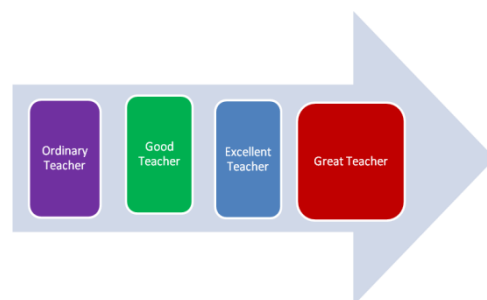 Ordinary
Teacher
Good
Teacher
Excellent
Teacher
Great Teacher